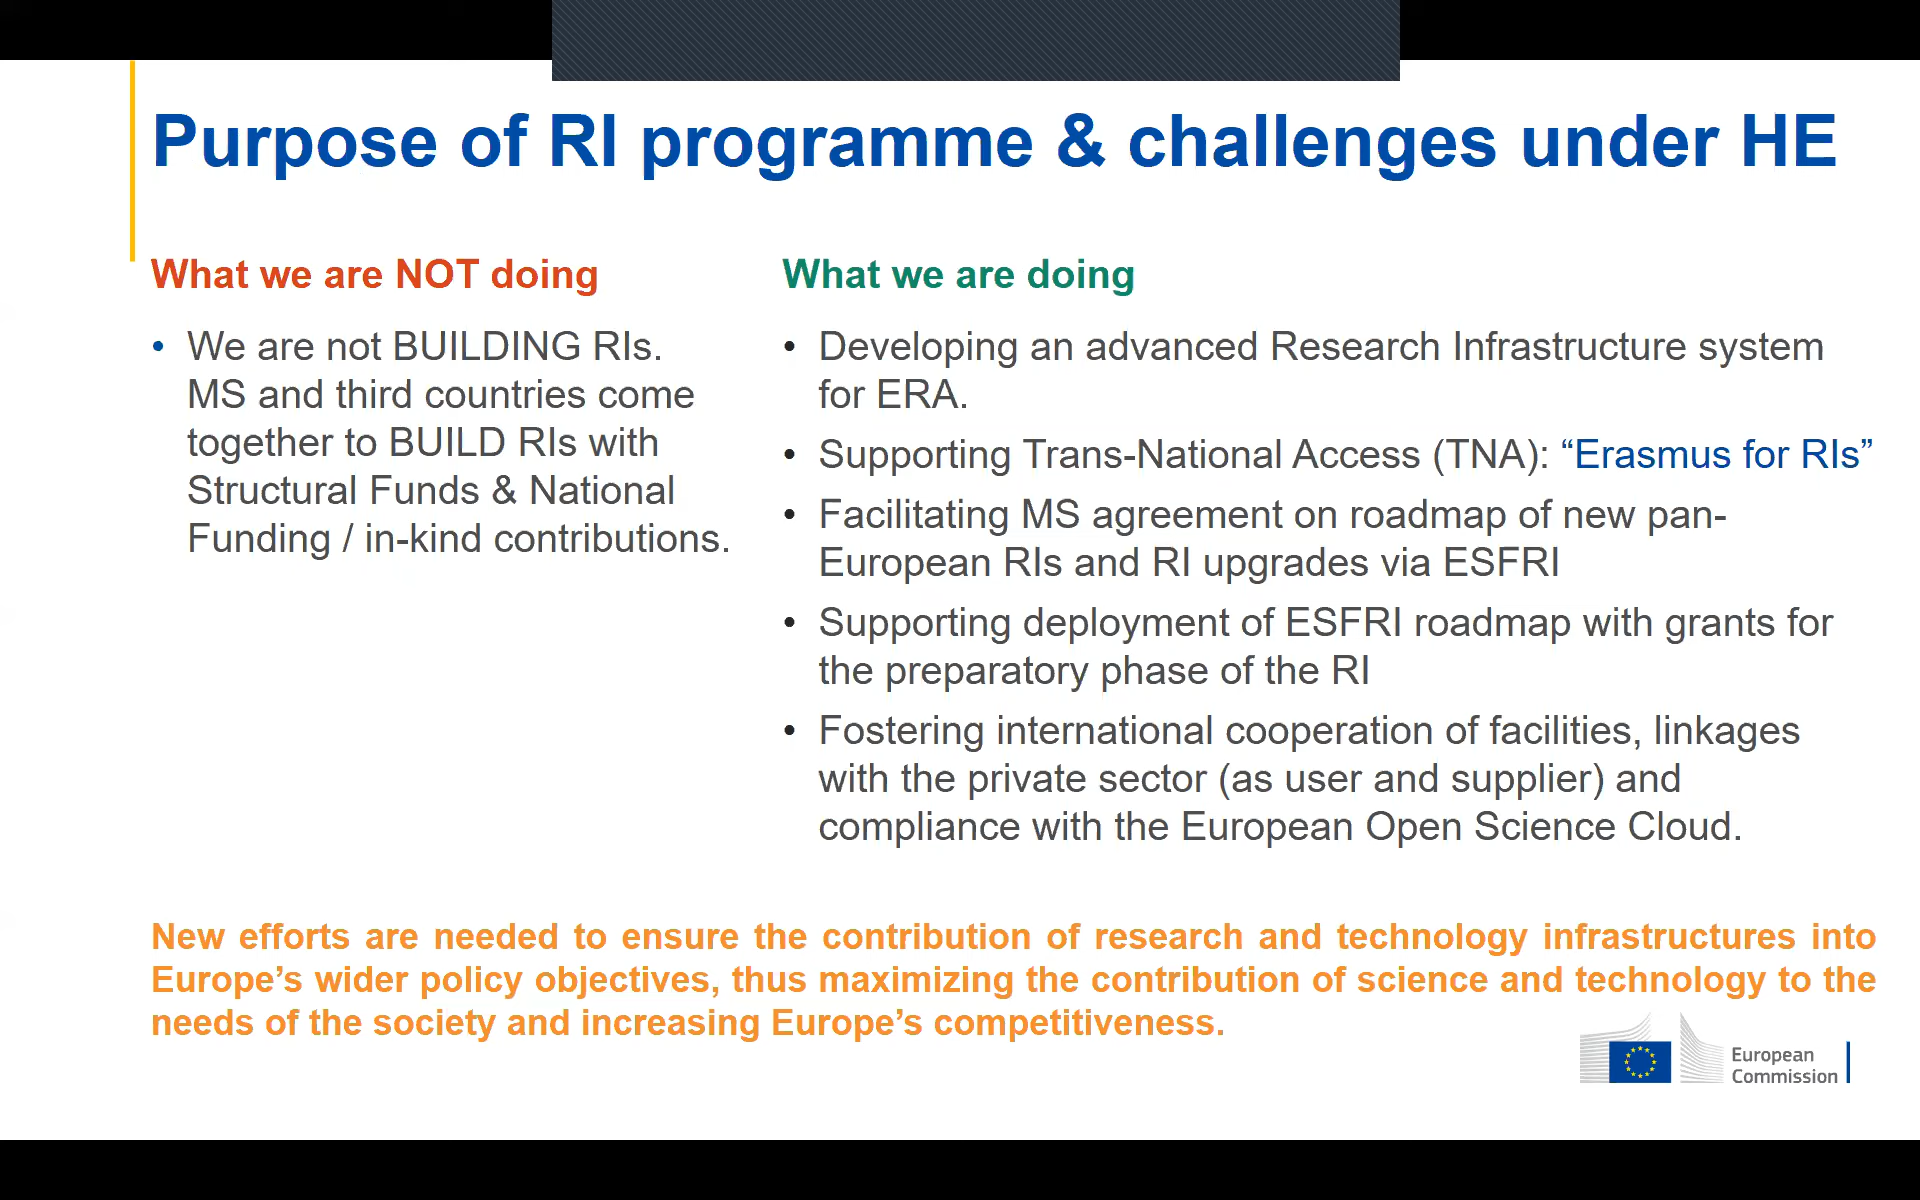 Purpose of RI programme & challenges under HE
What we are NOT doing
• We are not BUILDING RIs.
MS and third countries come
together to BUILD RIs with
Structural Funds & National
Funding / in-kind contributions.
What we are doing
• Developing an advanced Research Infrastructure system
for ERA.
• Supporting Trans-National Access (TNA): “Erasmus for RIs”
• Facilitating MS agreement on roadmap of new pan-
European RIs and RI upgrades via ESFRI
• Supporting deployment of ESFRI roadmap with grants for
the preparatory phase of the RI
• Fostering international cooperation of facilities, linkages
with the private sector (as user and supplier) and
compliance with the European Open Science Cloud.
New efforts are needed to ensure the contribution of research and technology infrastructures into
Europe’s wider policy objectives, thus maximizing the contribution of science and technology to the
needs of the society and increasing Europe’s competitiveness.
European
Commission